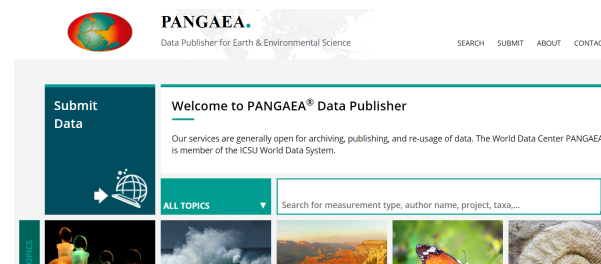 PANGAEA.
Data Publisher for Earth & Environmental Science
SEARCH SUBMIT ABOUT CONTAC
Submit
Data
Welcome to PANGAEA® Data Publisher
Our services are generally open for archiving, publishing, and re-usage of data. The World Data Center PANGAEA
is member of the ICSU World Data System.
ALL TOPICS ▼
Search for measurement type, author name, project, taxa,...
OPICS